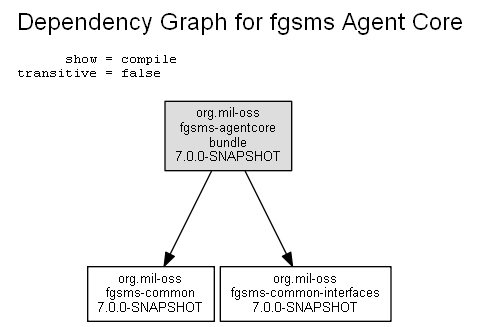 Dependency Graph for fgsms Agent Core
show = compile
transitive = false
org.mil-oss
fgsms-agentcore
bundle
7.0.0-SNAPSHOT
org.mil-oss
fgsms-common
7.0.0-SNAPSHOT
org.mil-oss
fgsms-common-interfaces
7.0.0-SNAPSHOT